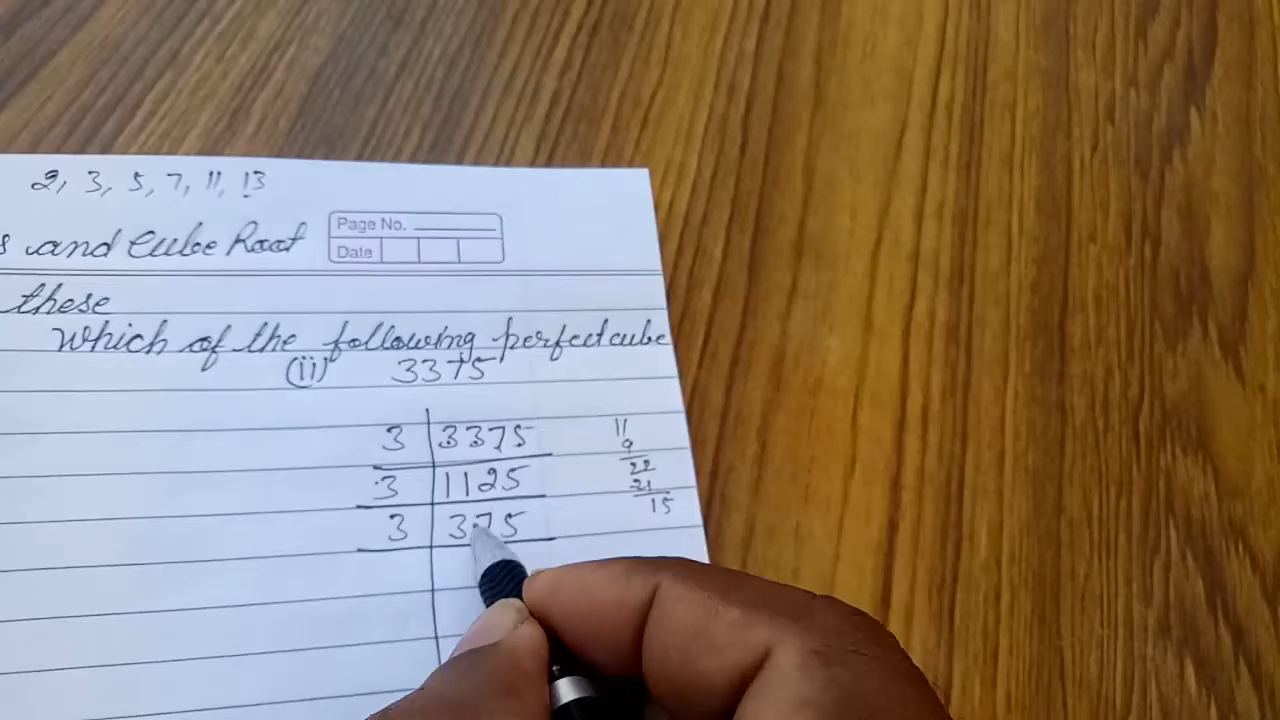 2, 3, 5, 7, 11, 13
s and Cube Root
Page No.
Date
these
which of the following perfect cube
(ii) 3375
3 3375
3 1125
3 375
11
9
22
21
15